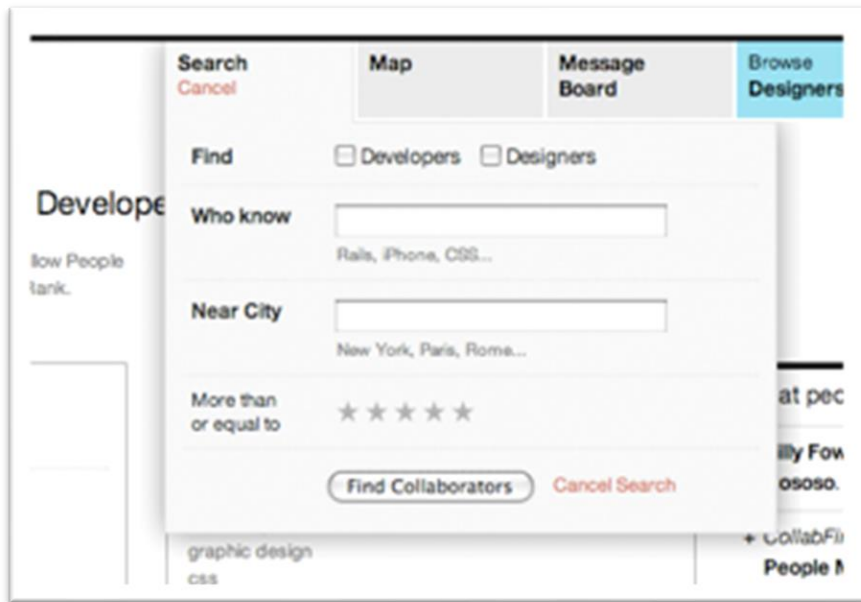 Search
Cancel
Map
Message
Board
Browse
Designers
Find
Developers
Designers
Who know
Rails, iPhone, CSS...
Near City
New York, Paris, Rome...
More than
or equal to
Find Collaborators
Cancel Search
Develope
llow People
Rank.
at peo
illy Fow
ososo.
+ CollabFi
People M
graphic design
css